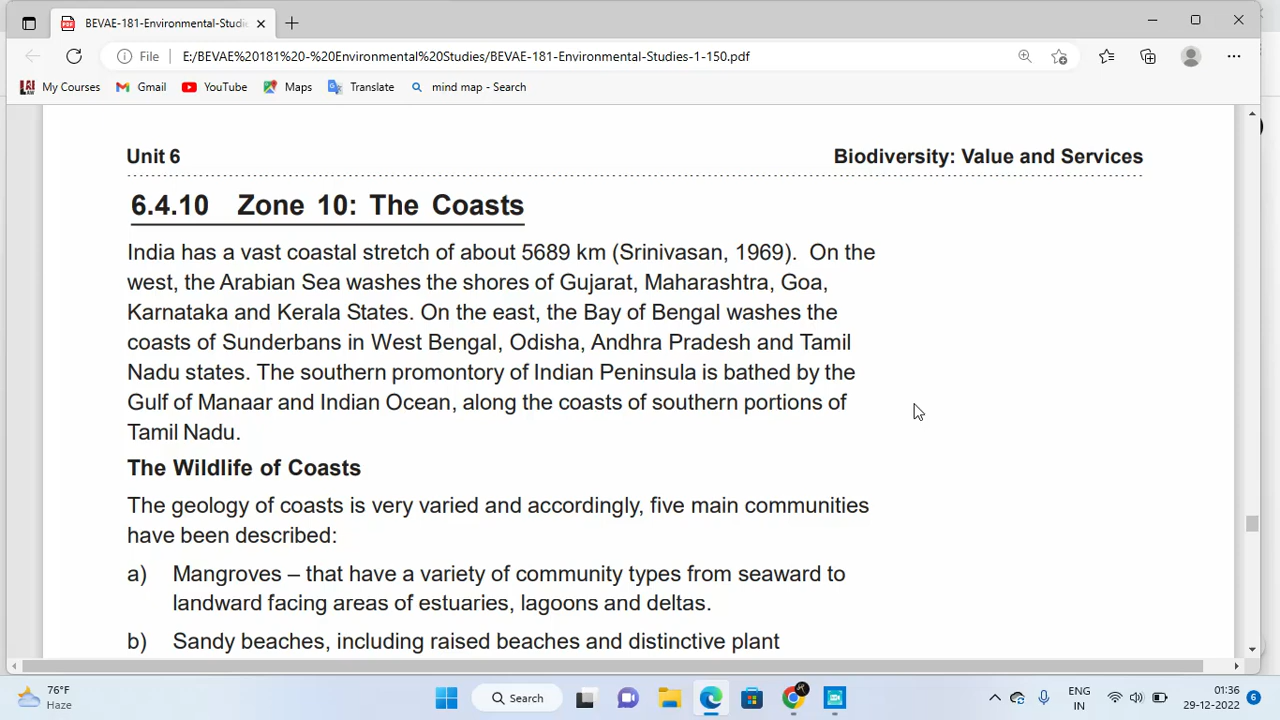 BEVAE-181-Environmental-Studie
File E:/BEVAE%20181%20-%20Environmental%20Studies/BEVAE-181-Environmental-Studies-1-150.pdf
My Courses Gmail YouTube Maps Translate mind map - Search
Unit 6 Biodiversity: Value and Services
6.4.10 Zone 10: The Coasts
India has a vast coastal stretch of about 5689 km (Srinivasan, 1969). On the
west, the Arabian Sea washes the shores of Gujarat, Maharashtra, Goa,
Karnataka and Kerala States. On the east, the Bay of Bengal washes the
coasts of Sunderbans in West Bengal, Odisha, Andhra Pradesh and Tamil
Nadu states. The southern promontory of Indian Peninsula is bathed by the
Gulf of Manaar and Indian Ocean, along the coasts of southern portions of
Tamil Nadu.
The Wildlife of Coasts
The geology of coasts is very varied and accordingly, five main communities
have been described:
a) Mangroves – that have a variety of community types from seaward to
landward facing areas of estuaries, lagoons and deltas.
b) Sandy beaches, including raised beaches and distinctive plant
76°F
Haze
Search
ENG
IN
01:36
29-12-2022
6